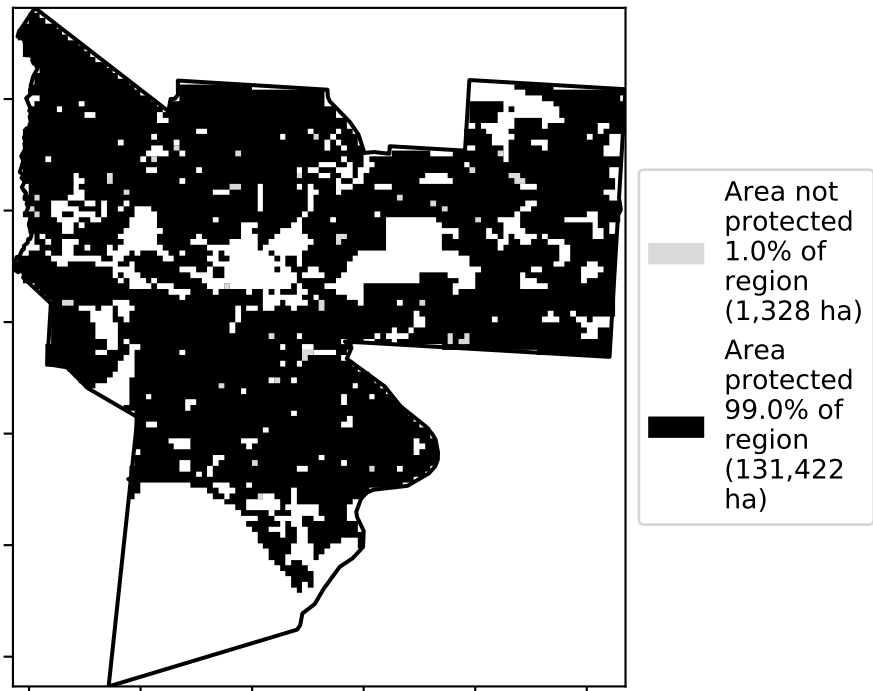 Area not
protected
1.0% of
region
(1,328 ha)
Area
protected
99.0% of
region
(131,422
ha)